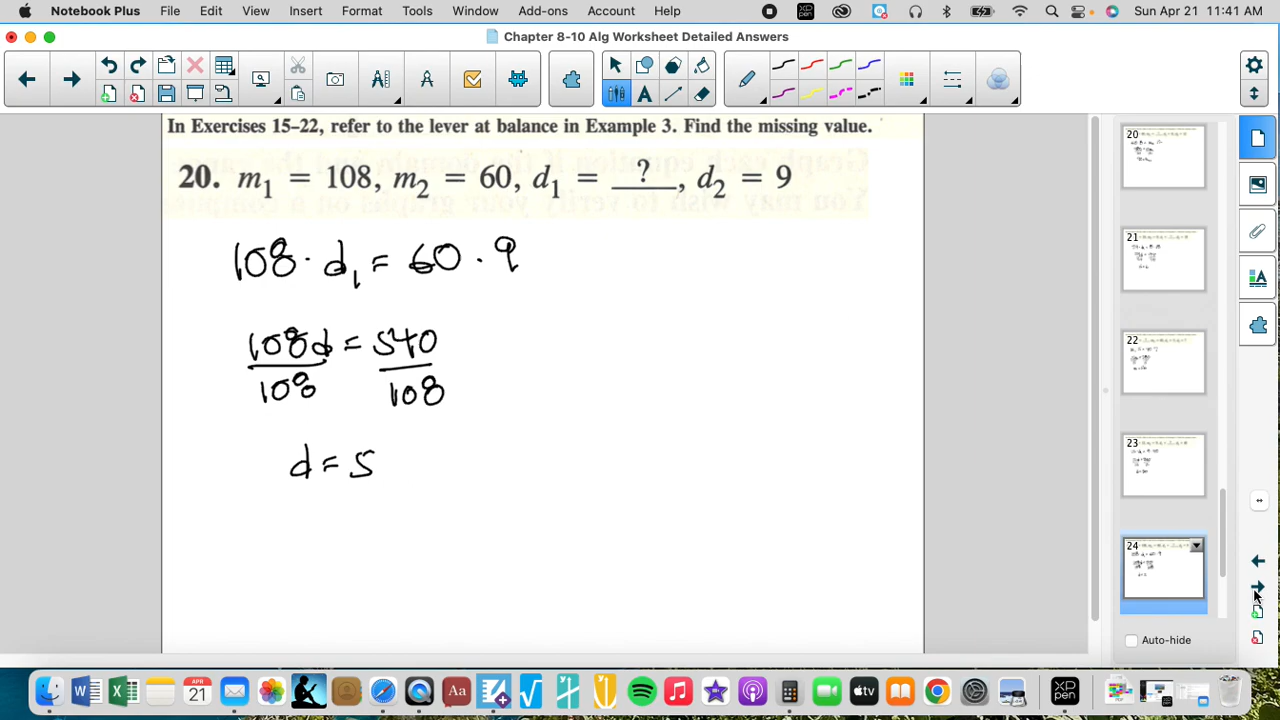 Notebook Plus File Edit View Insert Format Tools Window Add-ons Account Help Sun Apr 21 11:41 AM
Chapter 8-10 Alg Worksheet Detailed Answers
In Exercises 15–22, refer to the lever at balance in Example 3. Find the missing value.
20. m₁ = 108, m₂ = 60, d₁ = ?, d₂ = 9
108 · d₁ = 60 · 9
108d = 540
108 108
d = 5
20
21
22
23
24
Auto-hide
APR
21